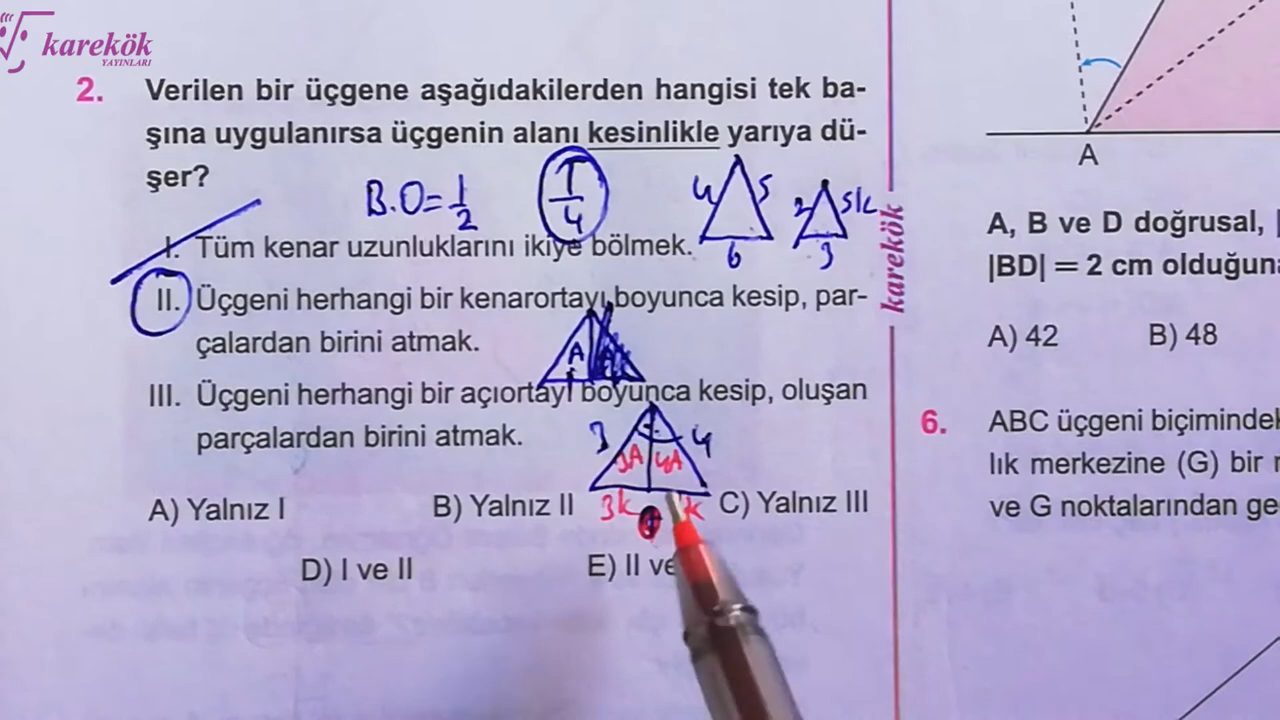 karekök
YAYINLARI
2. Verilen bir üçgene aşağıdakilerden hangisi tek ba-
şına uygulanırsa üçgenin alanı kesinlikle yarıya dü-
şer?
B.O = 1/2
T/4
4 5
6
2 5/2
3
I. Tüm kenar uzunluklarını ikiye bölmek.
II. Üçgeni herhangi bir kenarortayı boyunca kesip, par-
çalardan birini atmak.
A
III. Üçgeni herhangi bir açıortayı boyunca kesip, oluşan
parçalardan birini atmak.
3 4
3A 4A
3k
A) Yalnız I B) Yalnız II C) Yalnız III
D) I ve II E) II ve
karekök
A
A, B ve D doğrusal,
|BD| = 2 cm olduğun
A) 42 B) 48
6. ABC üçgeni biçiminde
lık merkezine (G) bir
ve G noktalarından ge